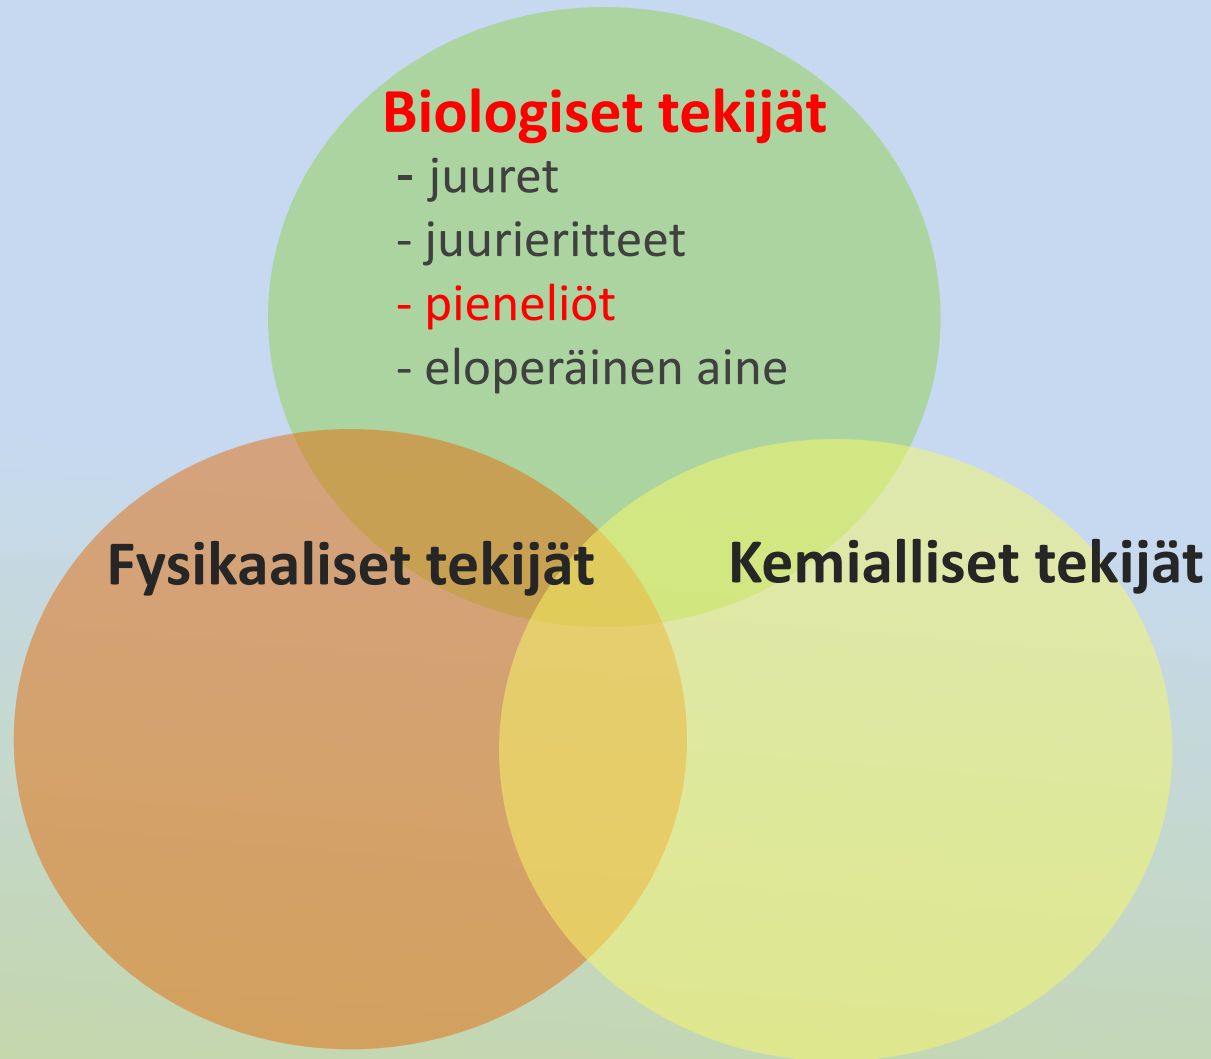 Biologiset tekijät
- juuret
- juurieritteet
- pieneliöt
- eloperäinen aine
Fysikaaliset tekijät
Kemialliset tekijät